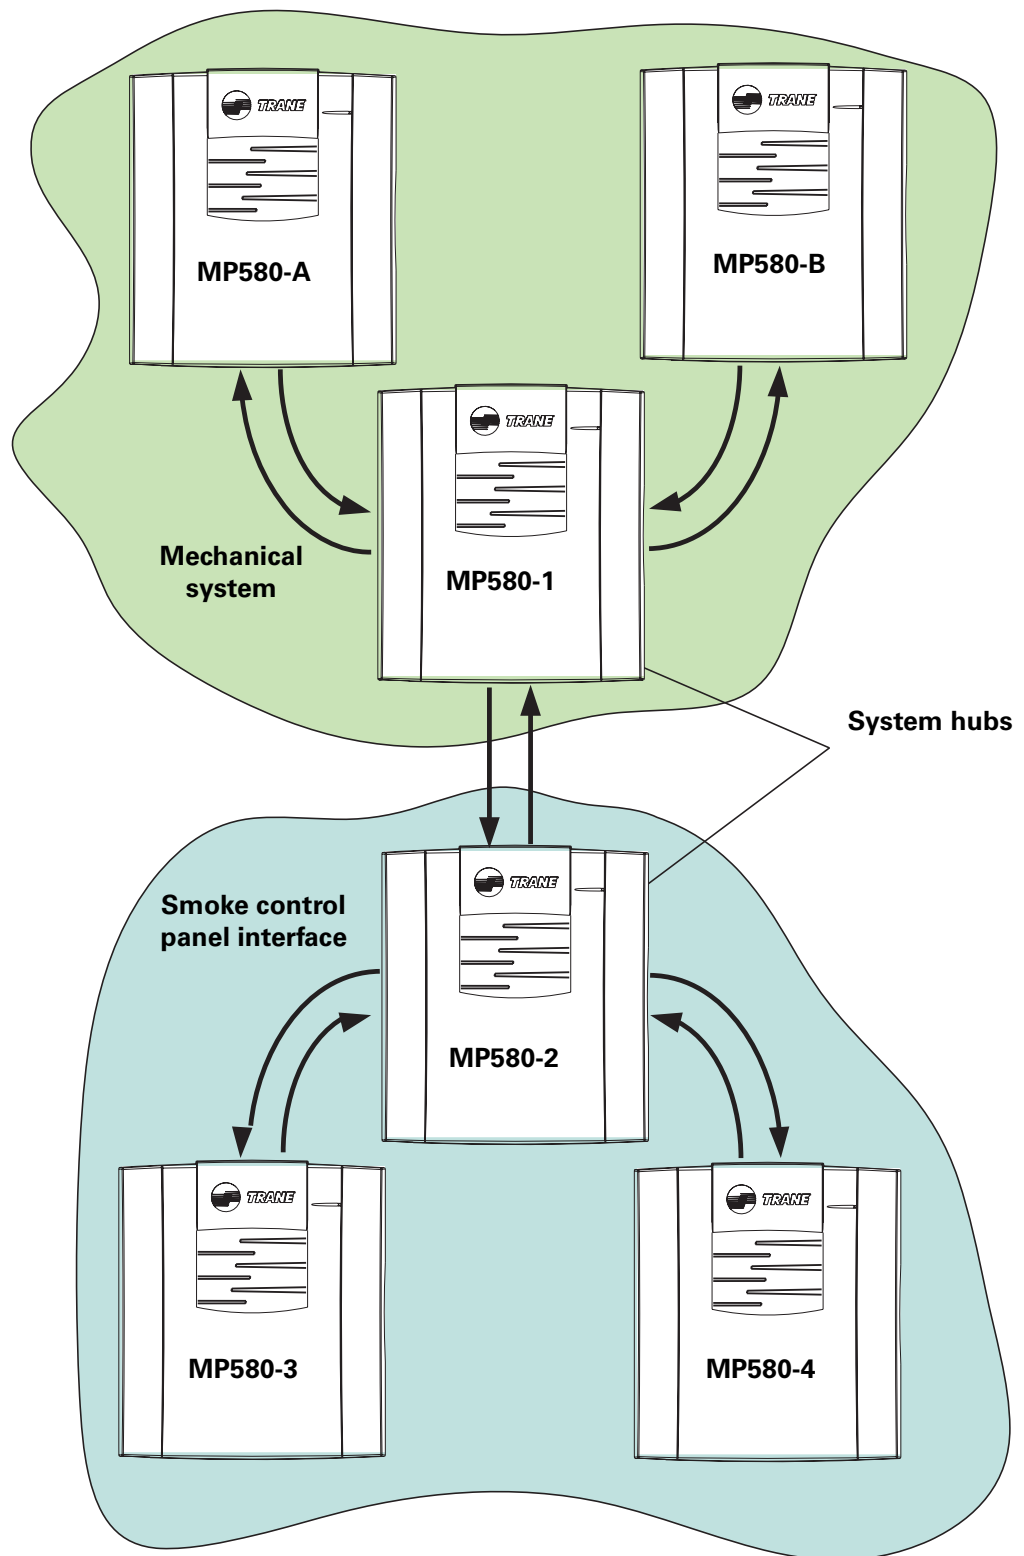 TRANE
TRANE
MP580-A
MP580-B
TRANE
Mechanical
system
MP580-1
System hubs
TRANE
Smoke control
panel interface
MP580-2
TRANE
TRANE
MP580-3
MP580-4